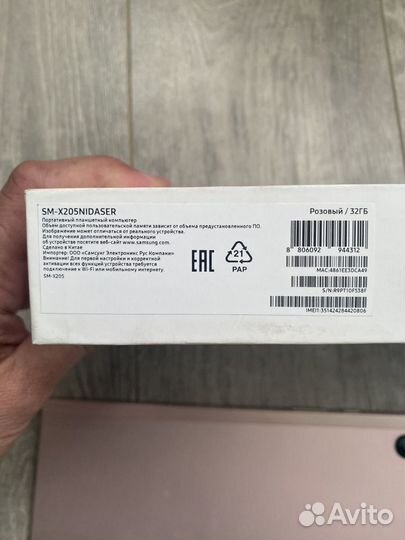 SM-X205NIDASER
Портативный планшетный компьютер
Объем доступной пользовательской памяти зависит от объема предустановленного ПО.
Изображение может отличаться от реального устройства.
Для получения дополнительной информации
об устройстве посетите веб-сайт www.samsung.com.
Сделано в Китае
Импортер: ООО «Самсунг Электроникс Рус Компани»
Внимание! Для первой настройки и корректной
активации всех функций устройства требуется
подключение к Wi-Fi или мобильному интернету.
SM-X205
EAC
21
PAP
Розовый / 32ГБ
8 806092 944312
MAC:4861EE3DCA49
S/N:R9PT10F538F
IMEI1:351424284420806
Avito